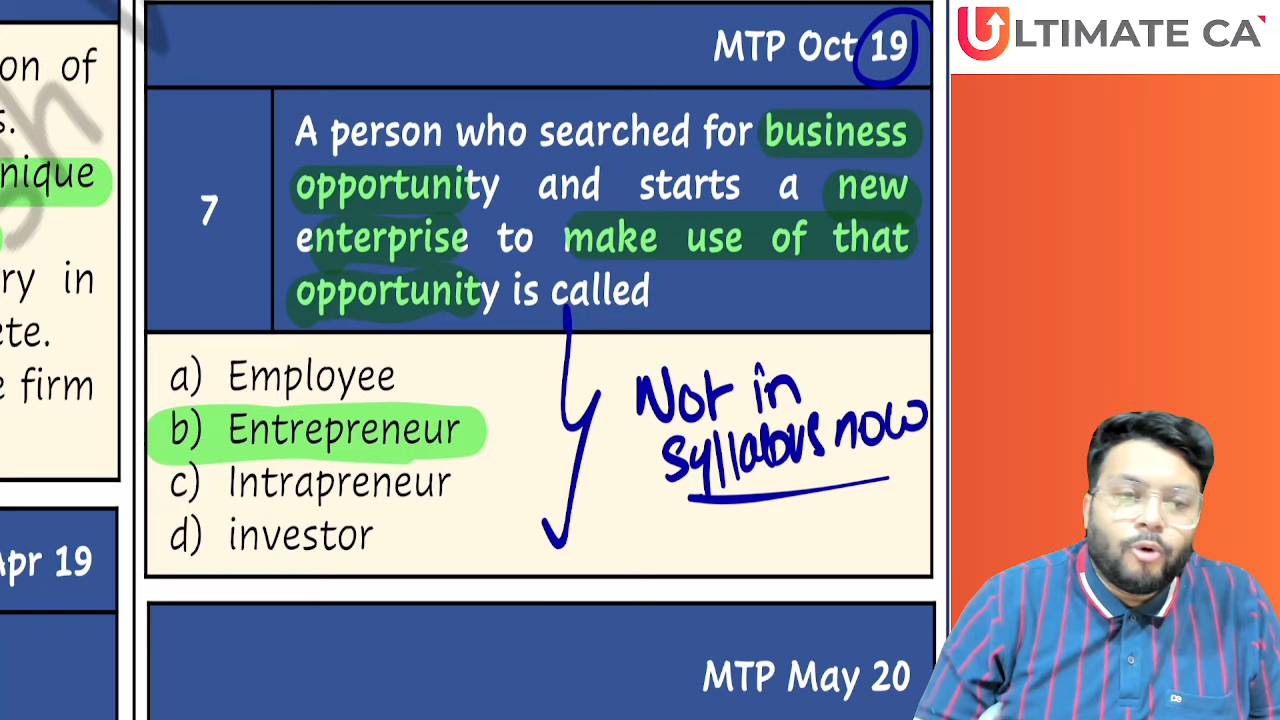 on of
s.
nique
ry in
ete.
e firm
Apr 19
MTP Oct 19
7
A person who searched for business
opportunity and starts a new
enterprise to make use of that
opportunity is called
a) Employee
b) Entrepreneur
c) Intrapreneur
d) investor
Not in
syllabus now
MTP May 20
ULTIMATE CA